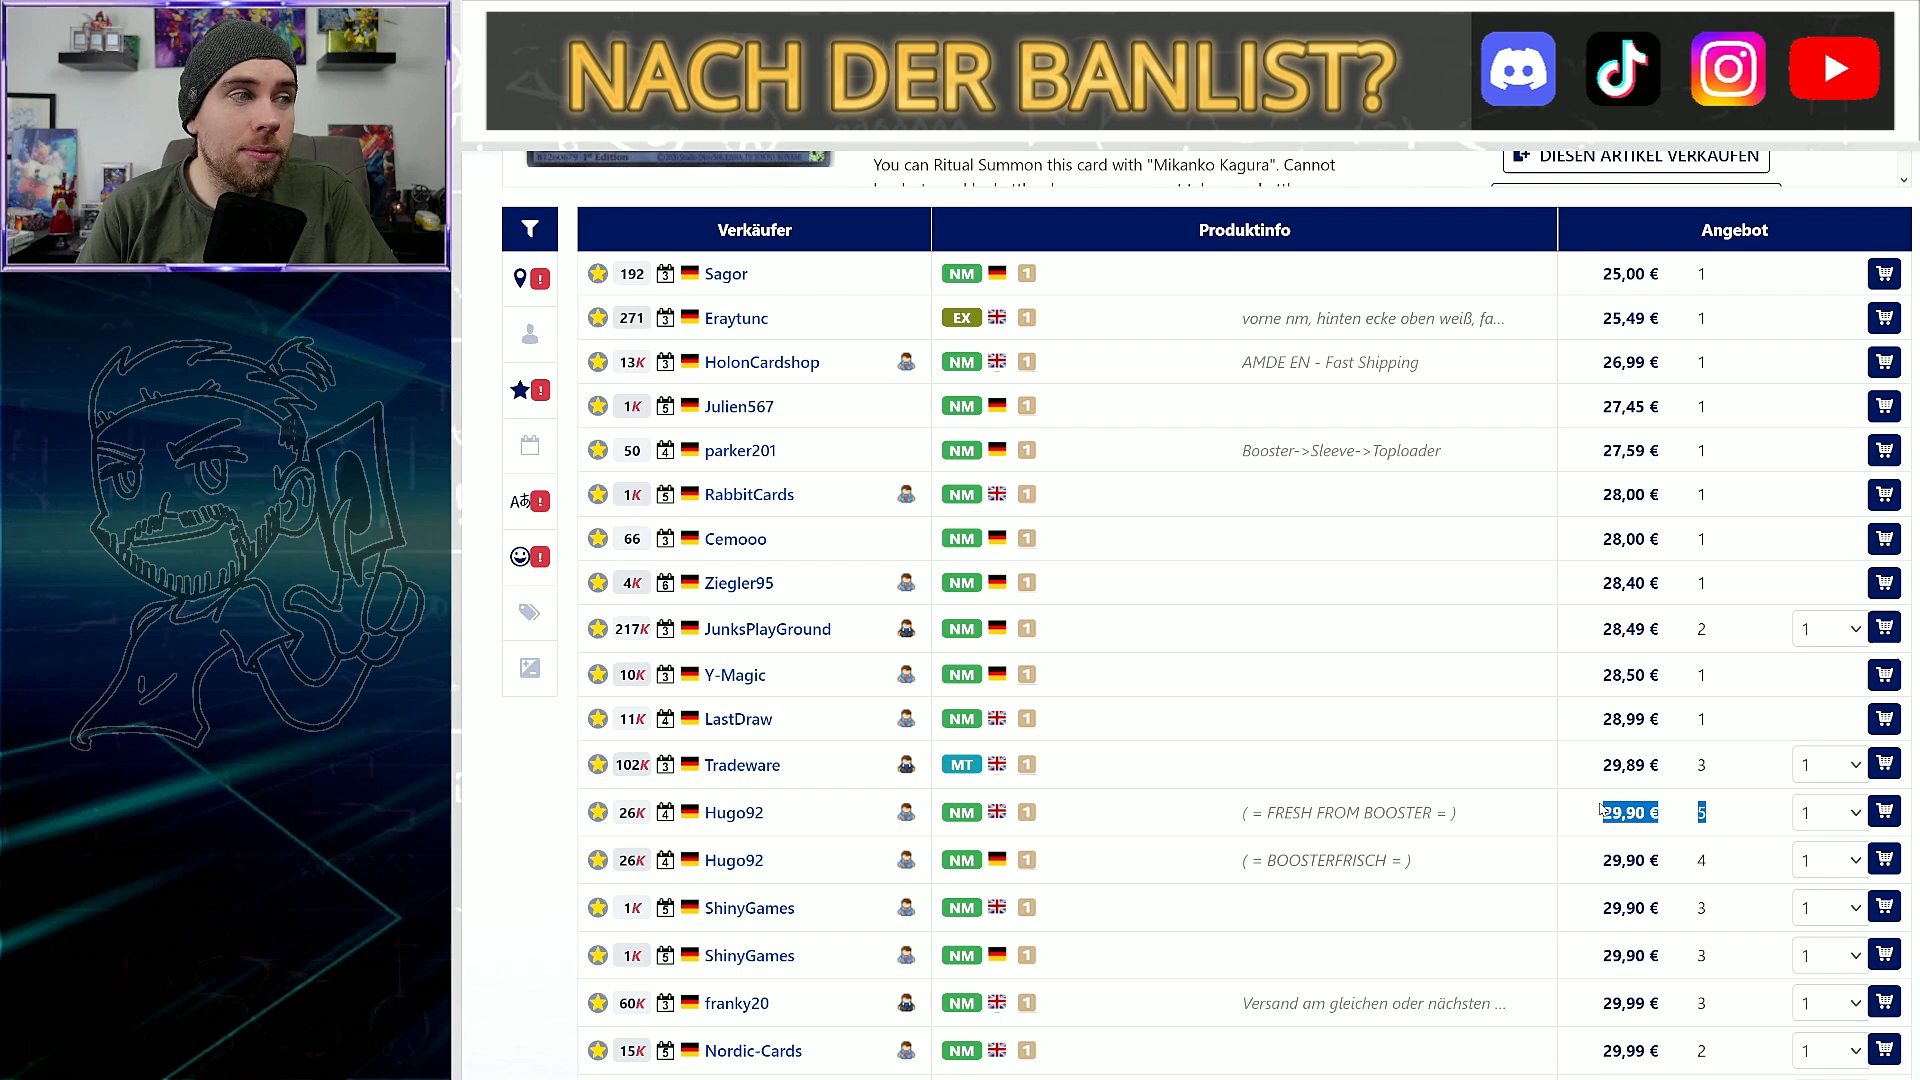 NACH DER BANLIST?
1st Edition
You can Ritual Summon this card with "Mikanko Kagura". Cannot
DIESEN ARTIKEL VERKAUFEN
Verkäufer Produktinfo Angebot
192 3 Sagor NM 1 25,00 € 1
271 3 Eraytunc EX 1 vorne nm, hinten ecke oben weiß, fa... 25,49 € 1
13K 3 HolonCardshop NM 1 AMDE EN - Fast Shipping 26,99 € 1
1K 5 Julien567 NM 1 27,45 € 1
50 4 parker201 NM 1 Booster->Sleeve->Toploader 27,59 € 1
Aあ ! 1K 5 RabbitCards NM 1 28,00 € 1
66 3 Cemooo NM 1 28,00 € 1
4K 6 Ziegler95 NM 1 28,40 € 1
217K 3 JunksPlayGround NM 1 28,49 € 2 1
10K 3 Y-Magic NM 1 28,50 € 1
11K 4 LastDraw NM 1 28,99 € 1
102K 3 Tradeware MT 1 29,89 € 3 1
26K 4 Hugo92 NM 1 ( = FRESH FROM BOOSTER = ) 29,90 € 5 1
26K 4 Hugo92 NM 1 ( = BOOSTERFRISCH = ) 29,90 € 4 1
1K 5 ShinyGames NM 1 29,90 € 3 1
1K 5 ShinyGames NM 1 29,90 € 3 1
60K 3 franky20 NM 1 Versand am gleichen oder nächsten ... 29,99 € 3 1
15K 5 Nordic-Cards NM 1 29,99 € 2 1